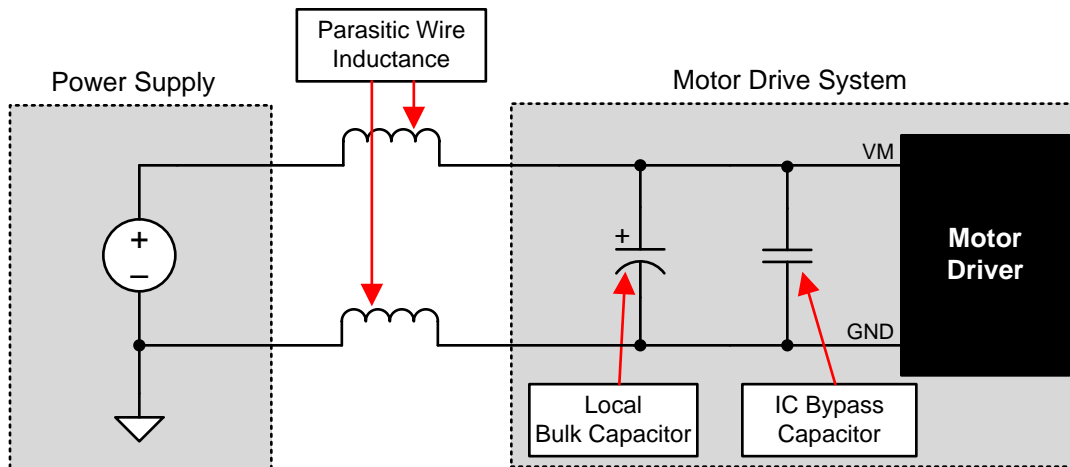 Parasitic Wire
Inductance
Power Supply
Motor Drive System
VM
+
–
+
Motor
Driver
GND
Local
Bulk Capacitor
IC Bypass
Capacitor